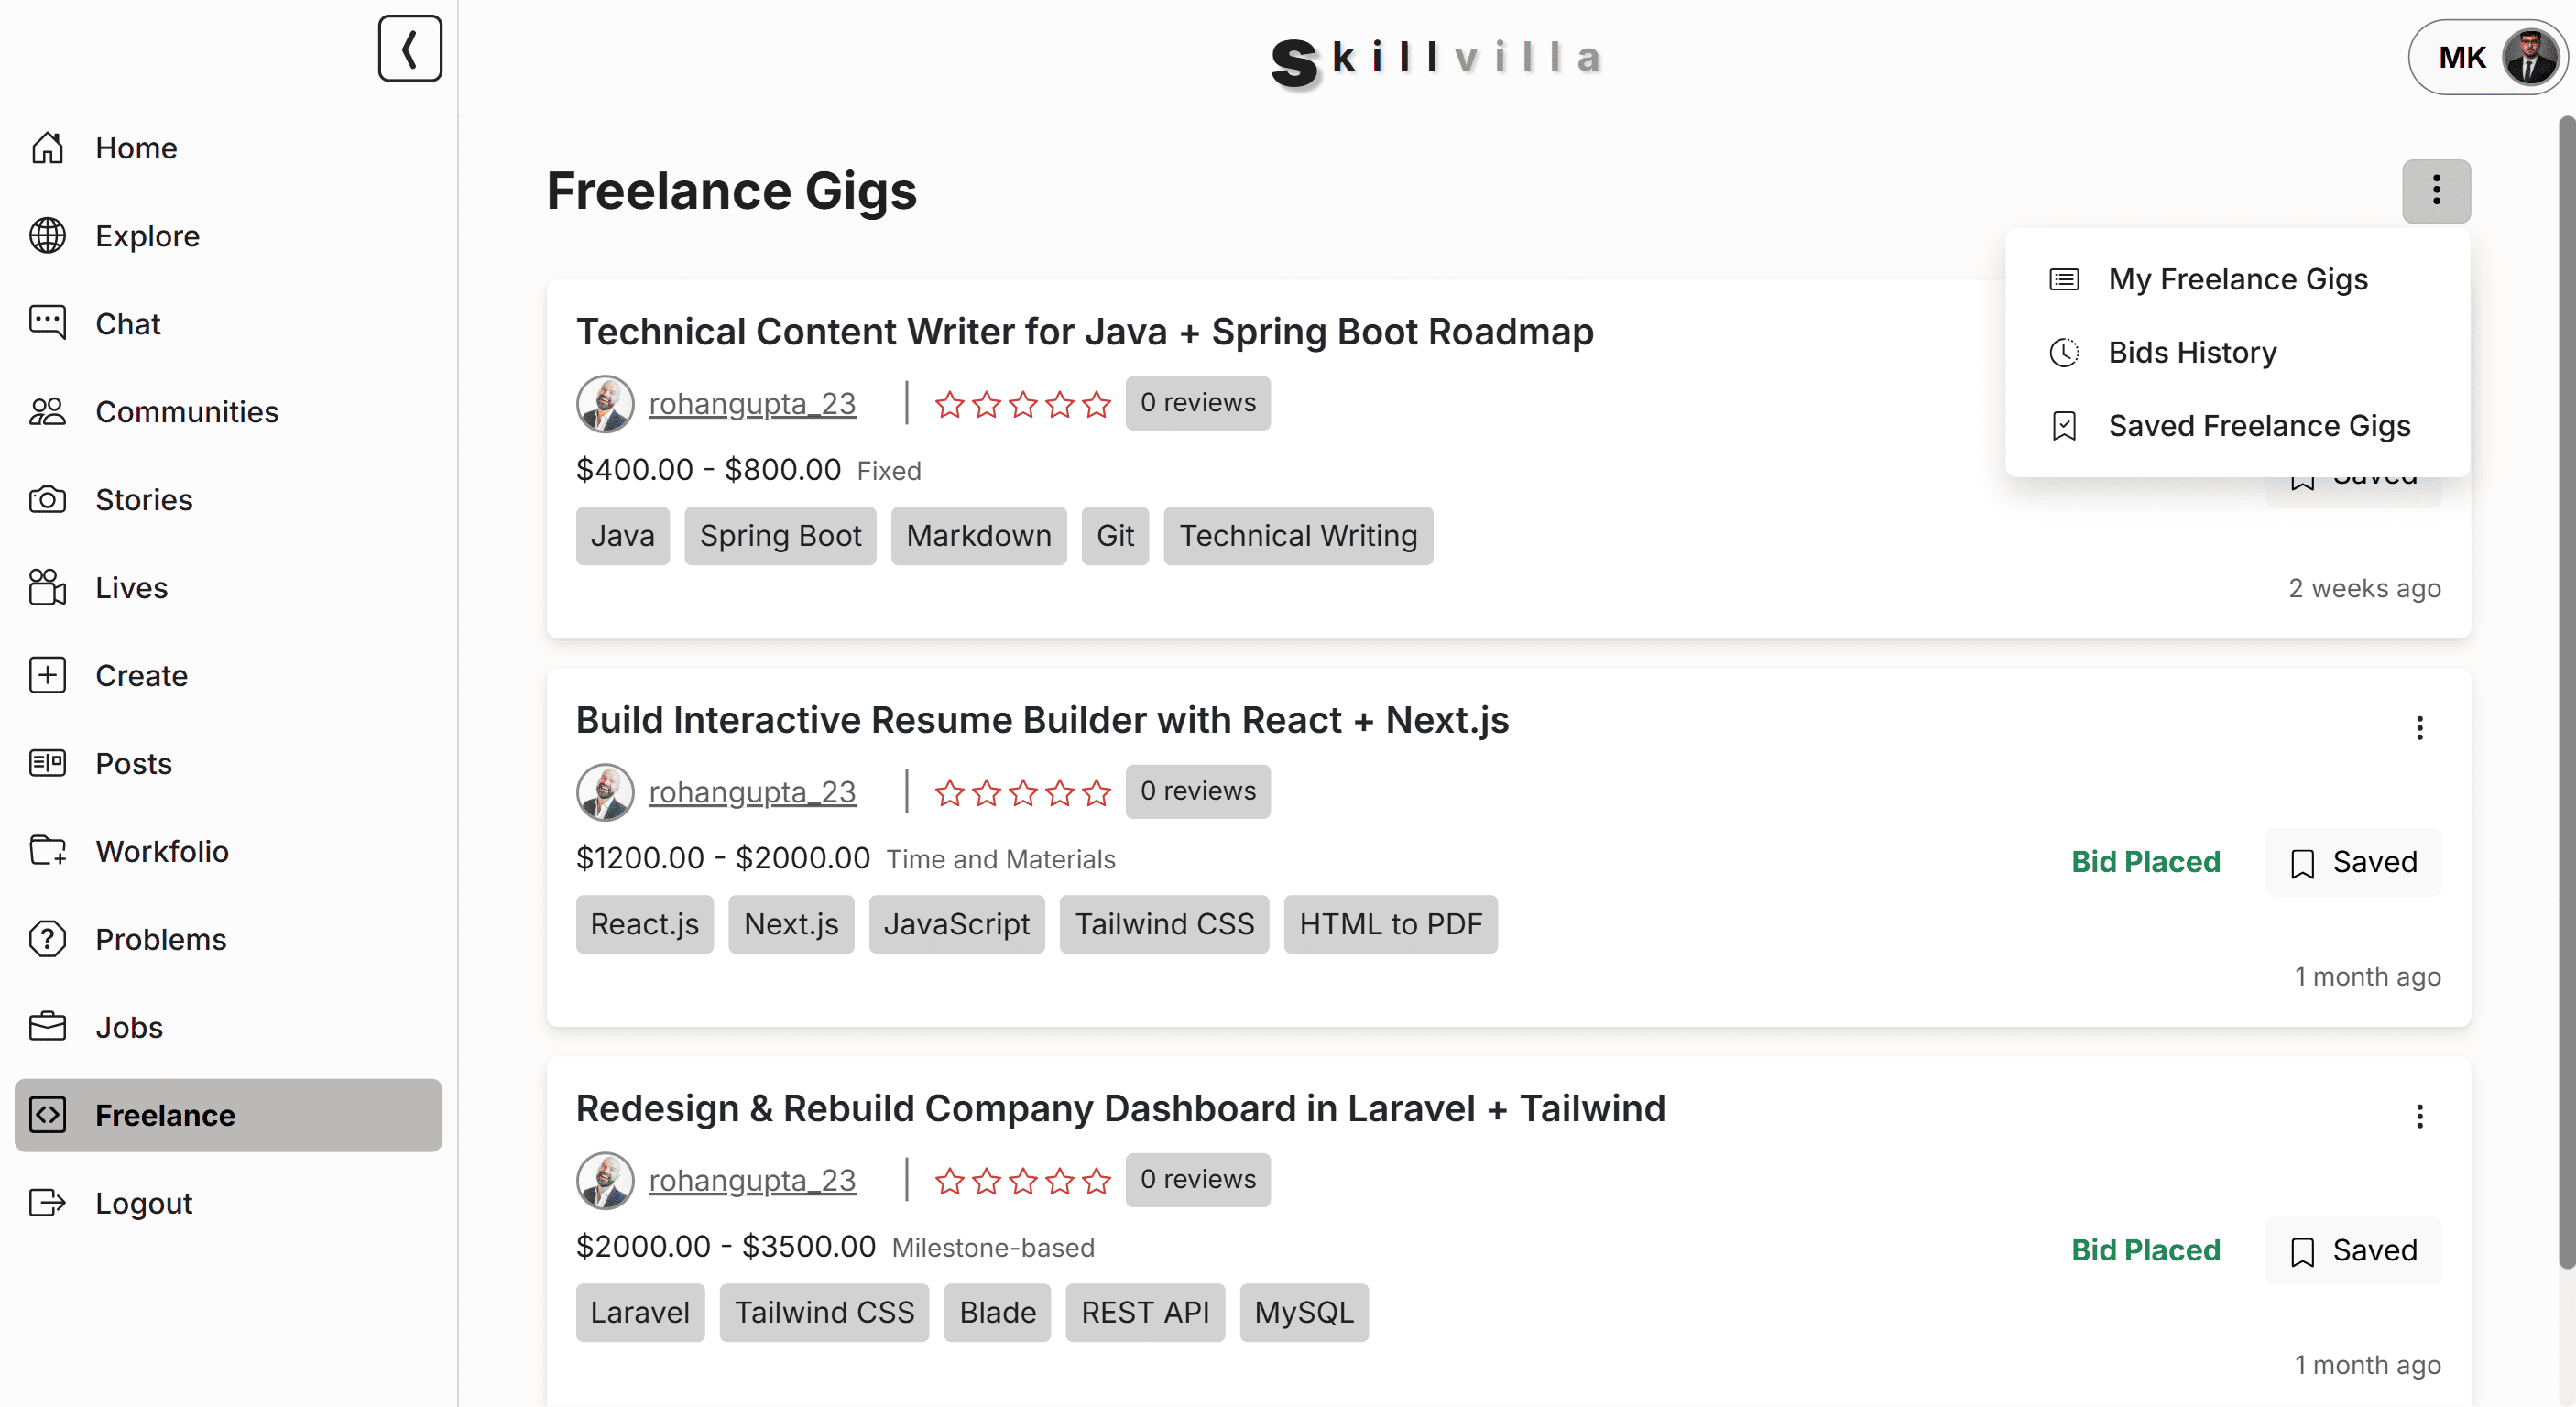 Skillvilla
MK
Home
Explore
Chat
Communities
Stories
Lives
Create
Posts
Workfolio
Problems
Jobs
Freelance
Logout
Freelance Gigs
My Freelance Gigs
Bids History
Saved Freelance Gigs
Technical Content Writer for Java + Spring Boot Roadmap
rohangupta_23 0 reviews
$400.00 - $800.00 Fixed
Saved
Java Spring Boot Markdown Git Technical Writing
2 weeks ago
Build Interactive Resume Builder with React + Next.js
rohangupta_23 0 reviews
$1200.00 - $2000.00 Time and Materials
Bid Placed Saved
React.js Next.js JavaScript Tailwind CSS HTML to PDF
1 month ago
Redesign & Rebuild Company Dashboard in Laravel + Tailwind
rohangupta_23 0 reviews
$2000.00 - $3500.00 Milestone-based
Bid Placed Saved
Laravel Tailwind CSS Blade REST API MySQL
1 month ago